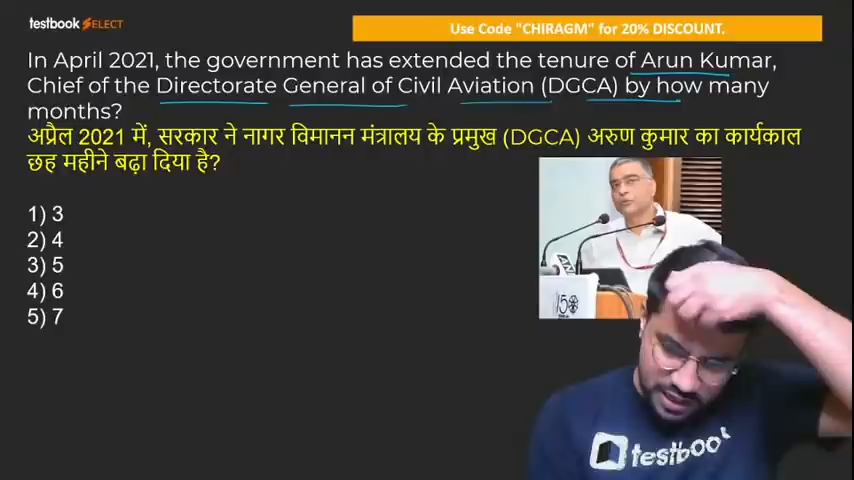 testbook SELECT
Use Code "CHIRAGM" for 20% DISCOUNT.
In April 2021, the government has extended the tenure of Arun Kumar,
Chief of the Directorate General of Civil Aviation (DGCA) by how many
months?
अप्रैल 2021 में, सरकार ने नागर विमानन मंत्रालय के प्रमुख (DGCA) अरुण कुमार का कार्यकाल
छह महीने बढ़ा दिया है?
1) 3
2) 4
3) 5
4) 6
5) 7
ANI
testbook